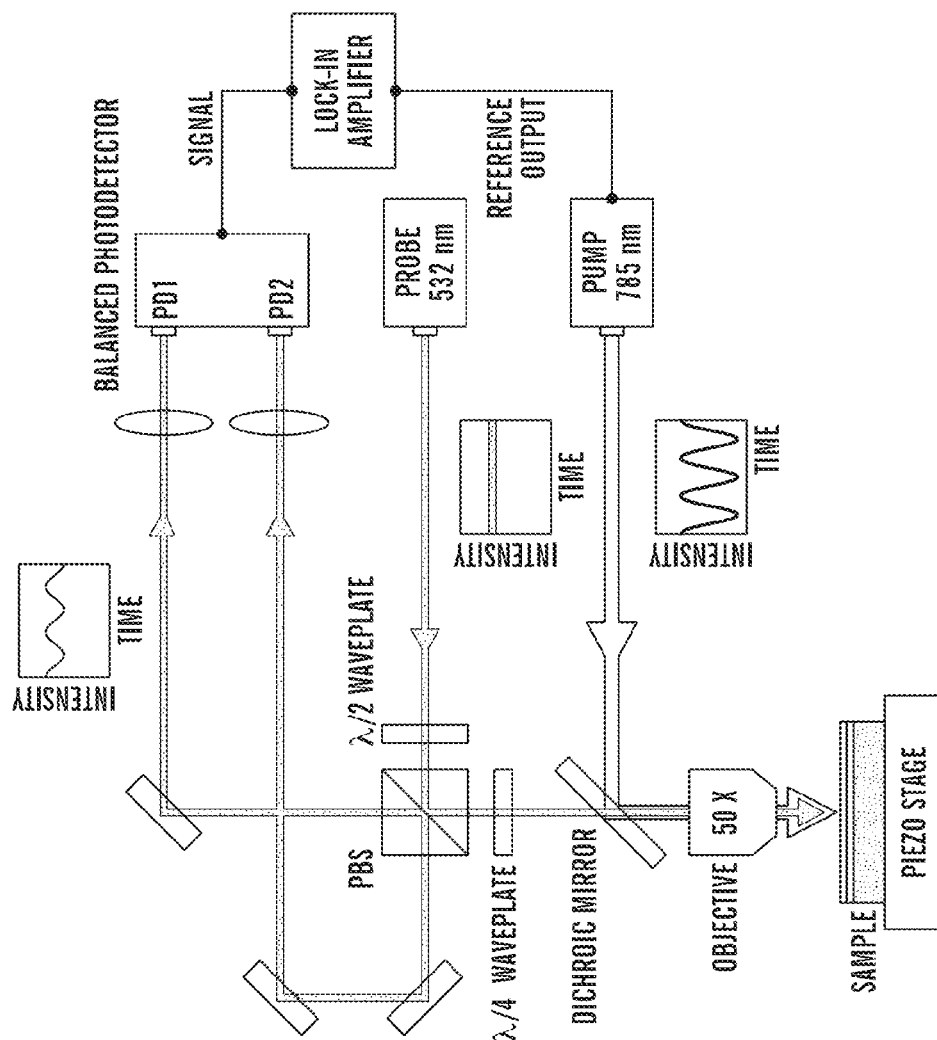 BALANCED PHOTODETECTOR
SIGNAL
LOCK-IN
AMPLIFIER
PD1
PD2
PROBE
532 nm
REFERENCE
OUTPUT
PUMP
785 nm
INTENSITY
TIME
INTENSITY
TIME
INTENSITY
TIME
λ/2 WAVEPLATE
PBS
λ/4 WAVEPLATE
DICHROIC MIRROR
50 X
OBJECTIVE
SAMPLE
PIEZO STAGE